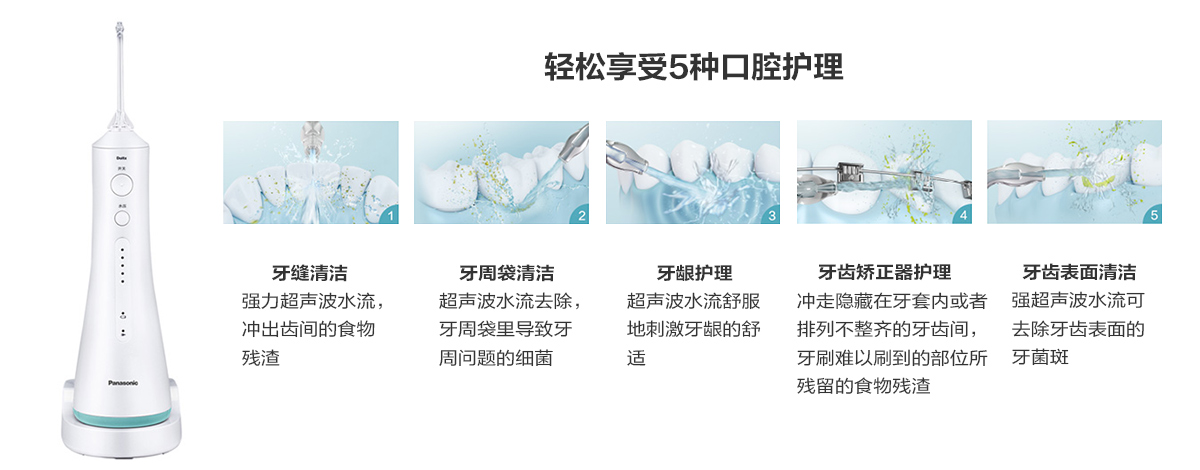 轻松享受5种口腔护理
1
2
3
4
5
牙缝清洁
强力超声波水流，
冲出齿间的食物
残渣
牙周袋清洁
超声波水流去除，
牙周袋里导致牙
周问题的细菌
牙龈护理
超声波水流舒服
地刺激牙龈的舒
适
牙齿矫正器护理
冲走隐藏在牙套内或者
排列不整齐的牙齿间，
牙刷难以刷到的部位所
残留的食物残渣
牙齿表面清洁
强超声波水流可
去除牙齿表面的
牙菌斑
Panasonic